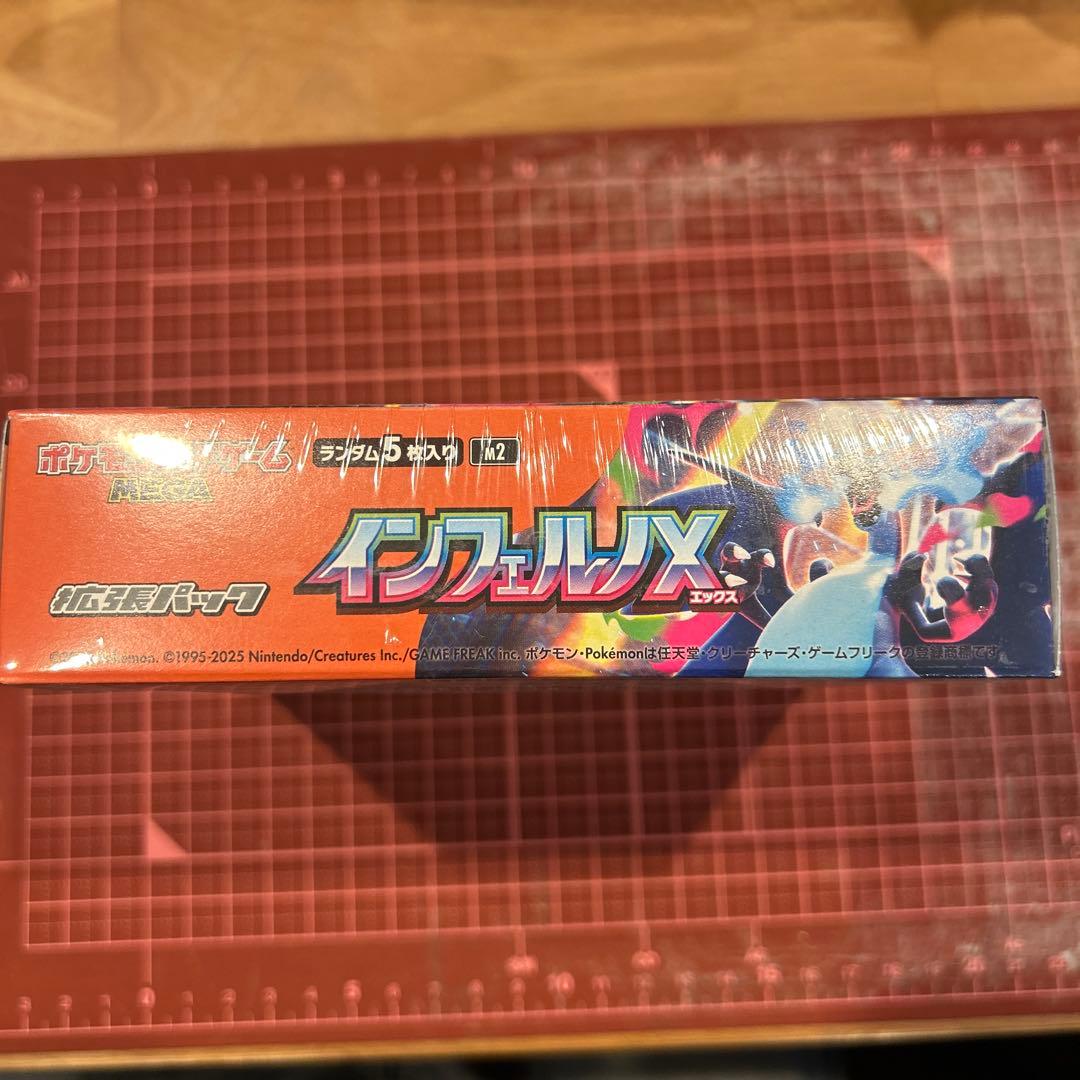 ポケモンカードゲーム
MEGA
ランダム5枚入り
M2
インフェルノX
エックス
拡張パック
Pokémon. ©1995-2025 Nintendo/Creatures Inc./GAME FREAK inc. ポケモン・Pokémonは任天堂・クリーチャーズ・ゲームフリークの登録商標です。